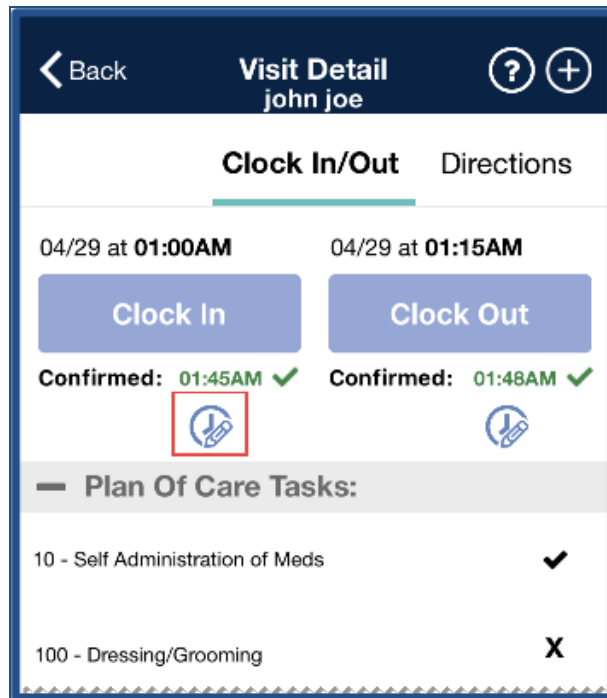 Back
Visit Detail
john joe
?
Clock In/Out Directions
04/29 at 01:00AM 04/29 at 01:15AM
Clock In Clock Out
Confirmed: 01:45AM Confirmed: 01:48AM
Plan Of Care Tasks:
10 - Self Administration of Meds
100 - Dressing/Grooming X